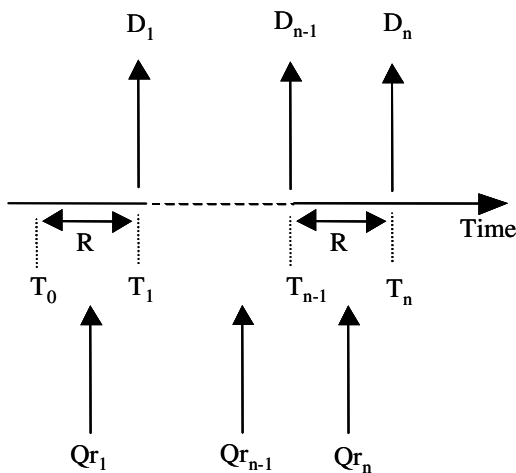 D₁ Dₙ₋₁ Dₙ
Time
R R
T₀ T₁ Tₙ₋₁ Tₙ
Qr₁ Qrₙ₋₁ Qrₙ